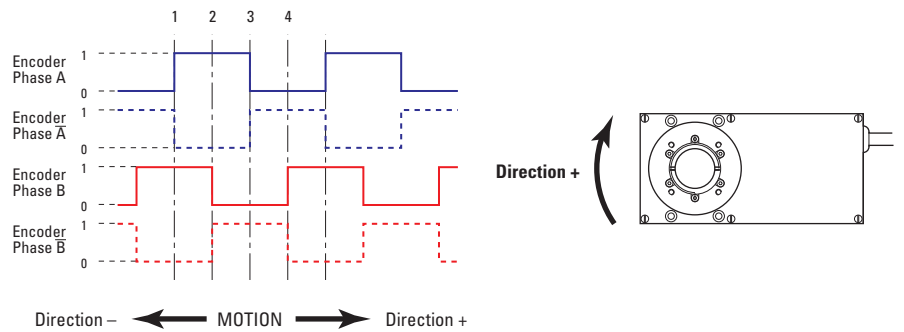 1 2 3 4
Encoder
Phase A
1
0
Encoder
Phase A̅
1
0
Encoder
Phase B
1
0
Encoder
Phase B̅
1
0
Direction – MOTION Direction +
Direction +